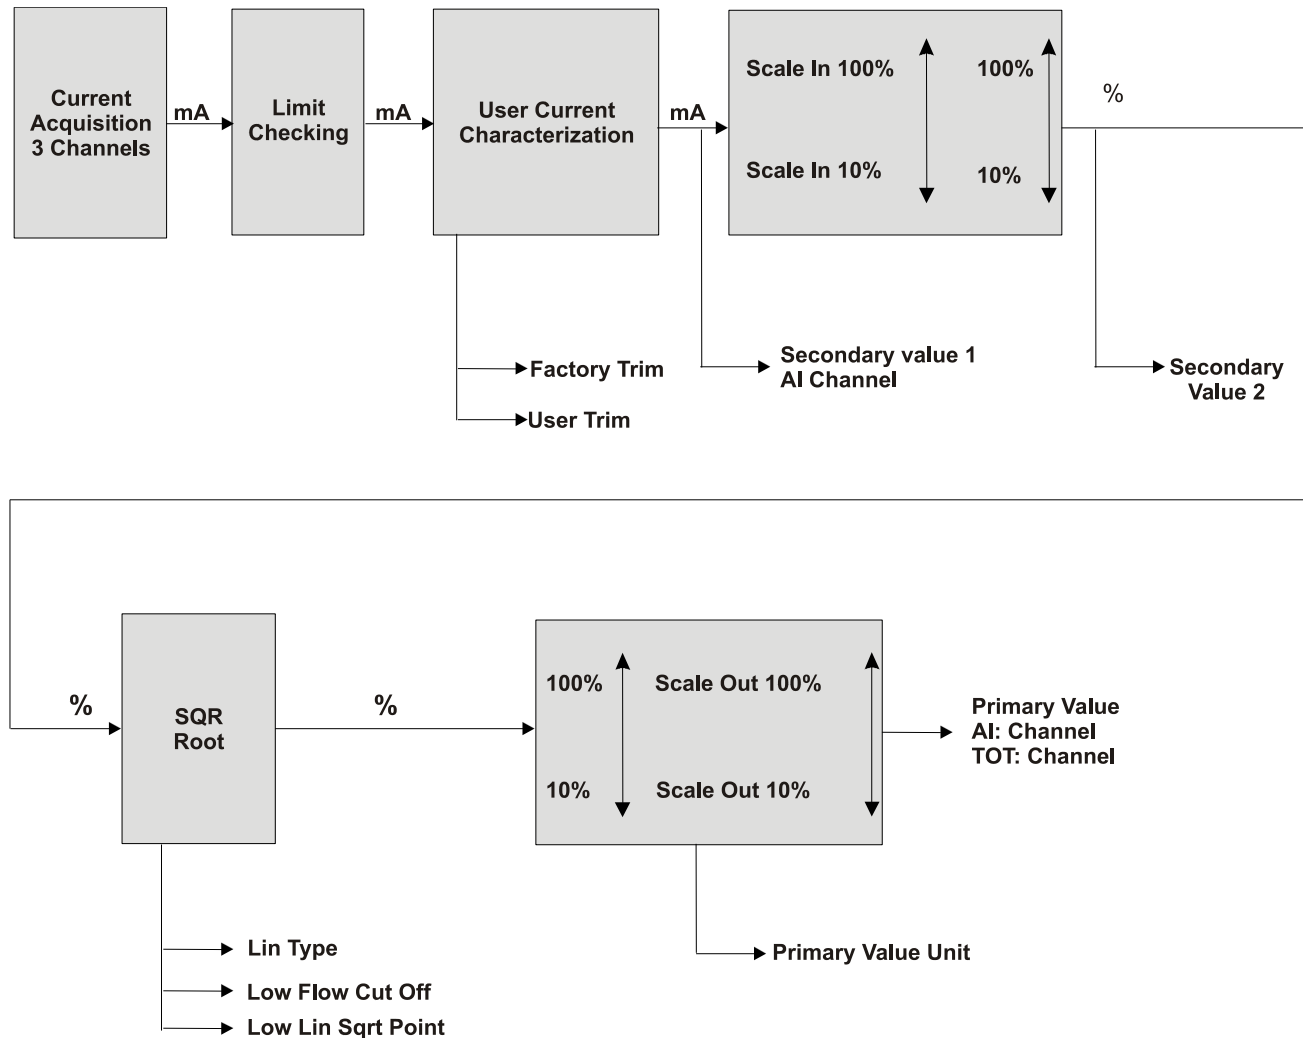 Current
Acquisition
3 Channels
mA
Limit
Checking
mA
User Current
Characterization
mA
Scale In 100%
100%
Scale In 10%
10%
%
Factory Trim
User Trim
Secondary value 1
AI Channel
Secondary
Value 2
%
SQR
Root
%
100%
Scale Out 100%
10%
Scale Out 10%
Primary Value
AI: Channel
TOT: Channel
Lin Type
Low Flow Cut Off
Low Lin Sqrt Point
Primary Value Unit